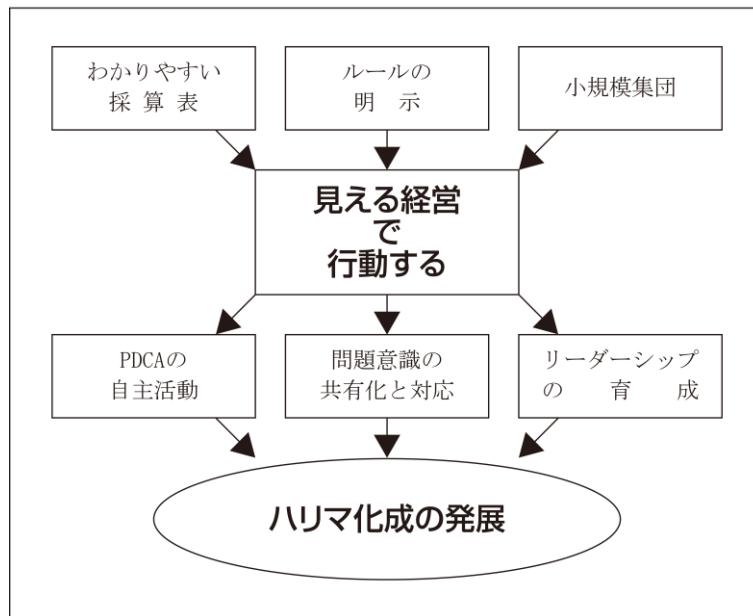 わかりやすい
採算表
ルールの
明示
小規模集団
見える経営
で
行動する
PDCAの
自主活動
問題意識の
共有化と対応
リーダーシップ
の育成
ハリマ化成の発展